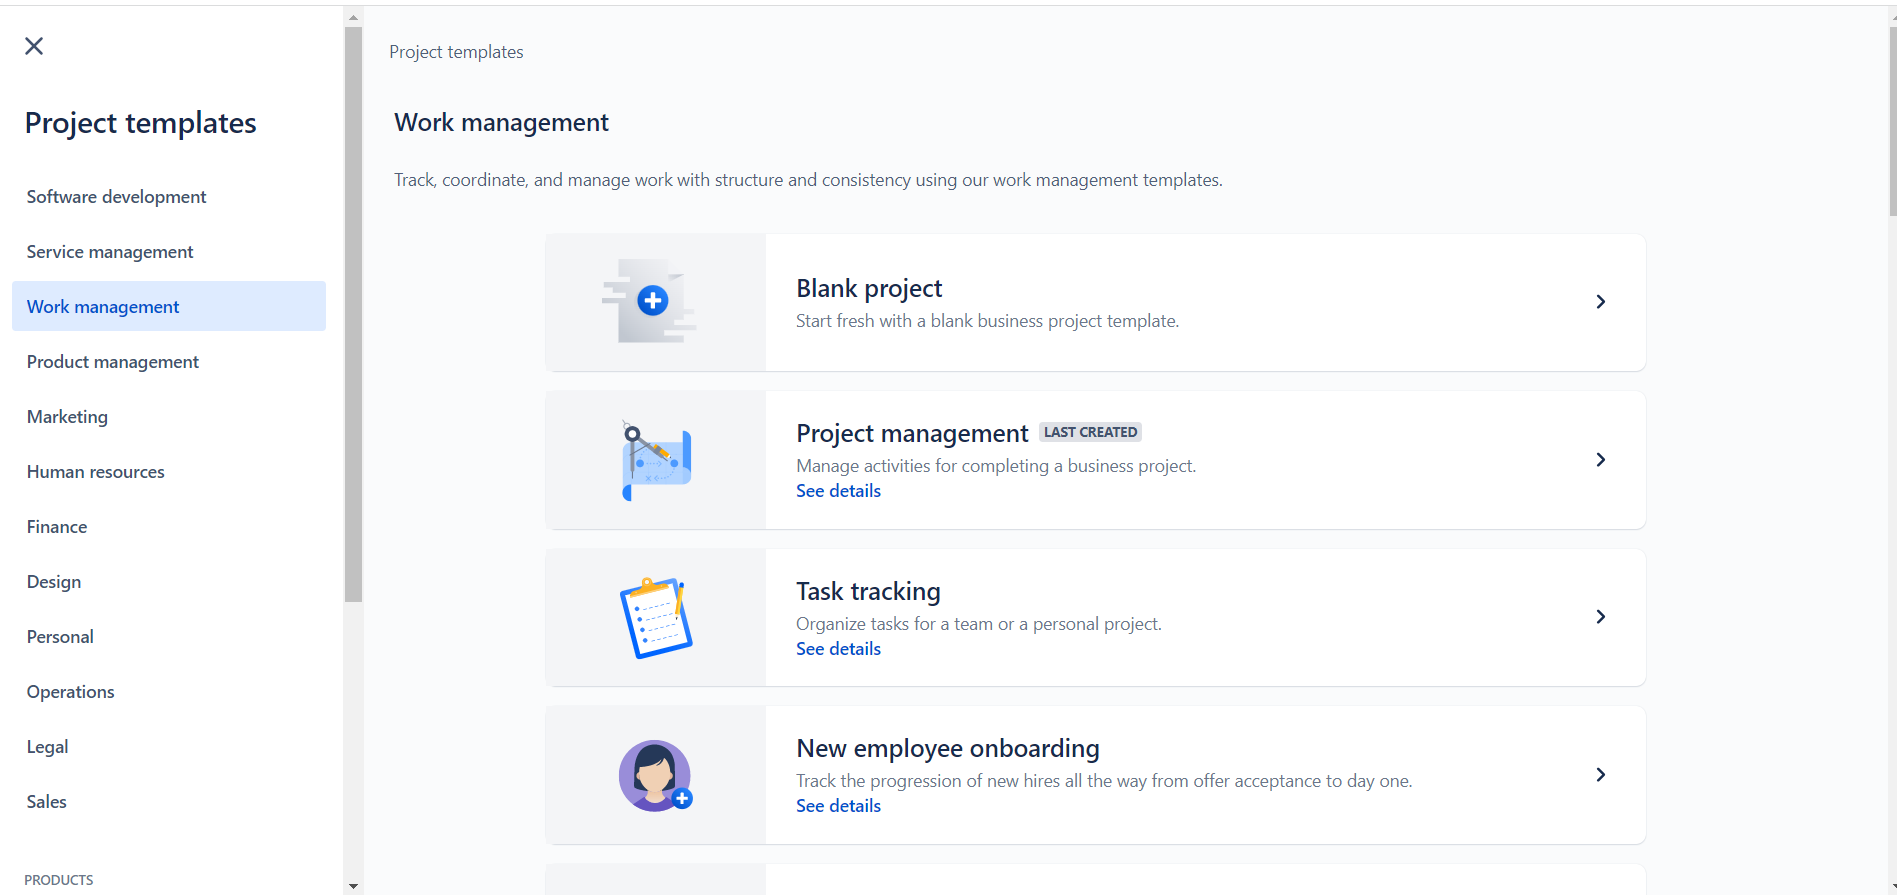 Project templates
Software development
Service management
Work management
Product management
Marketing
Human resources
Finance
Design
Personal
Operations
Legal
Sales
PRODUCTS
Project templates
Work management
Track, coordinate, and manage work with structure and consistency using our work management templates.
Blank project
Start fresh with a blank business project template.
Project management LAST CREATED
Manage activities for completing a business project.
See details
Task tracking
Organize tasks for a team or a personal project.
See details
New employee onboarding
Track the progression of new hires all the way from offer acceptance to day one.
See details